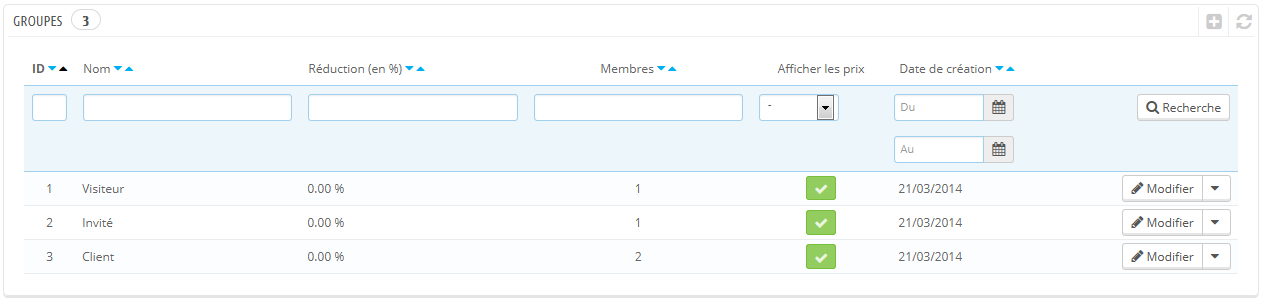 GROUPES 3
ID Nom Réduction (en %) Membres Afficher les prix Date de création
- Du Recherche
Au
1 Visiteur 0.00 % 1 21/03/2014 Modifier
2 Invité 0.00 % 1 21/03/2014 Modifier
3 Client 0.00 % 2 21/03/2014 Modifier